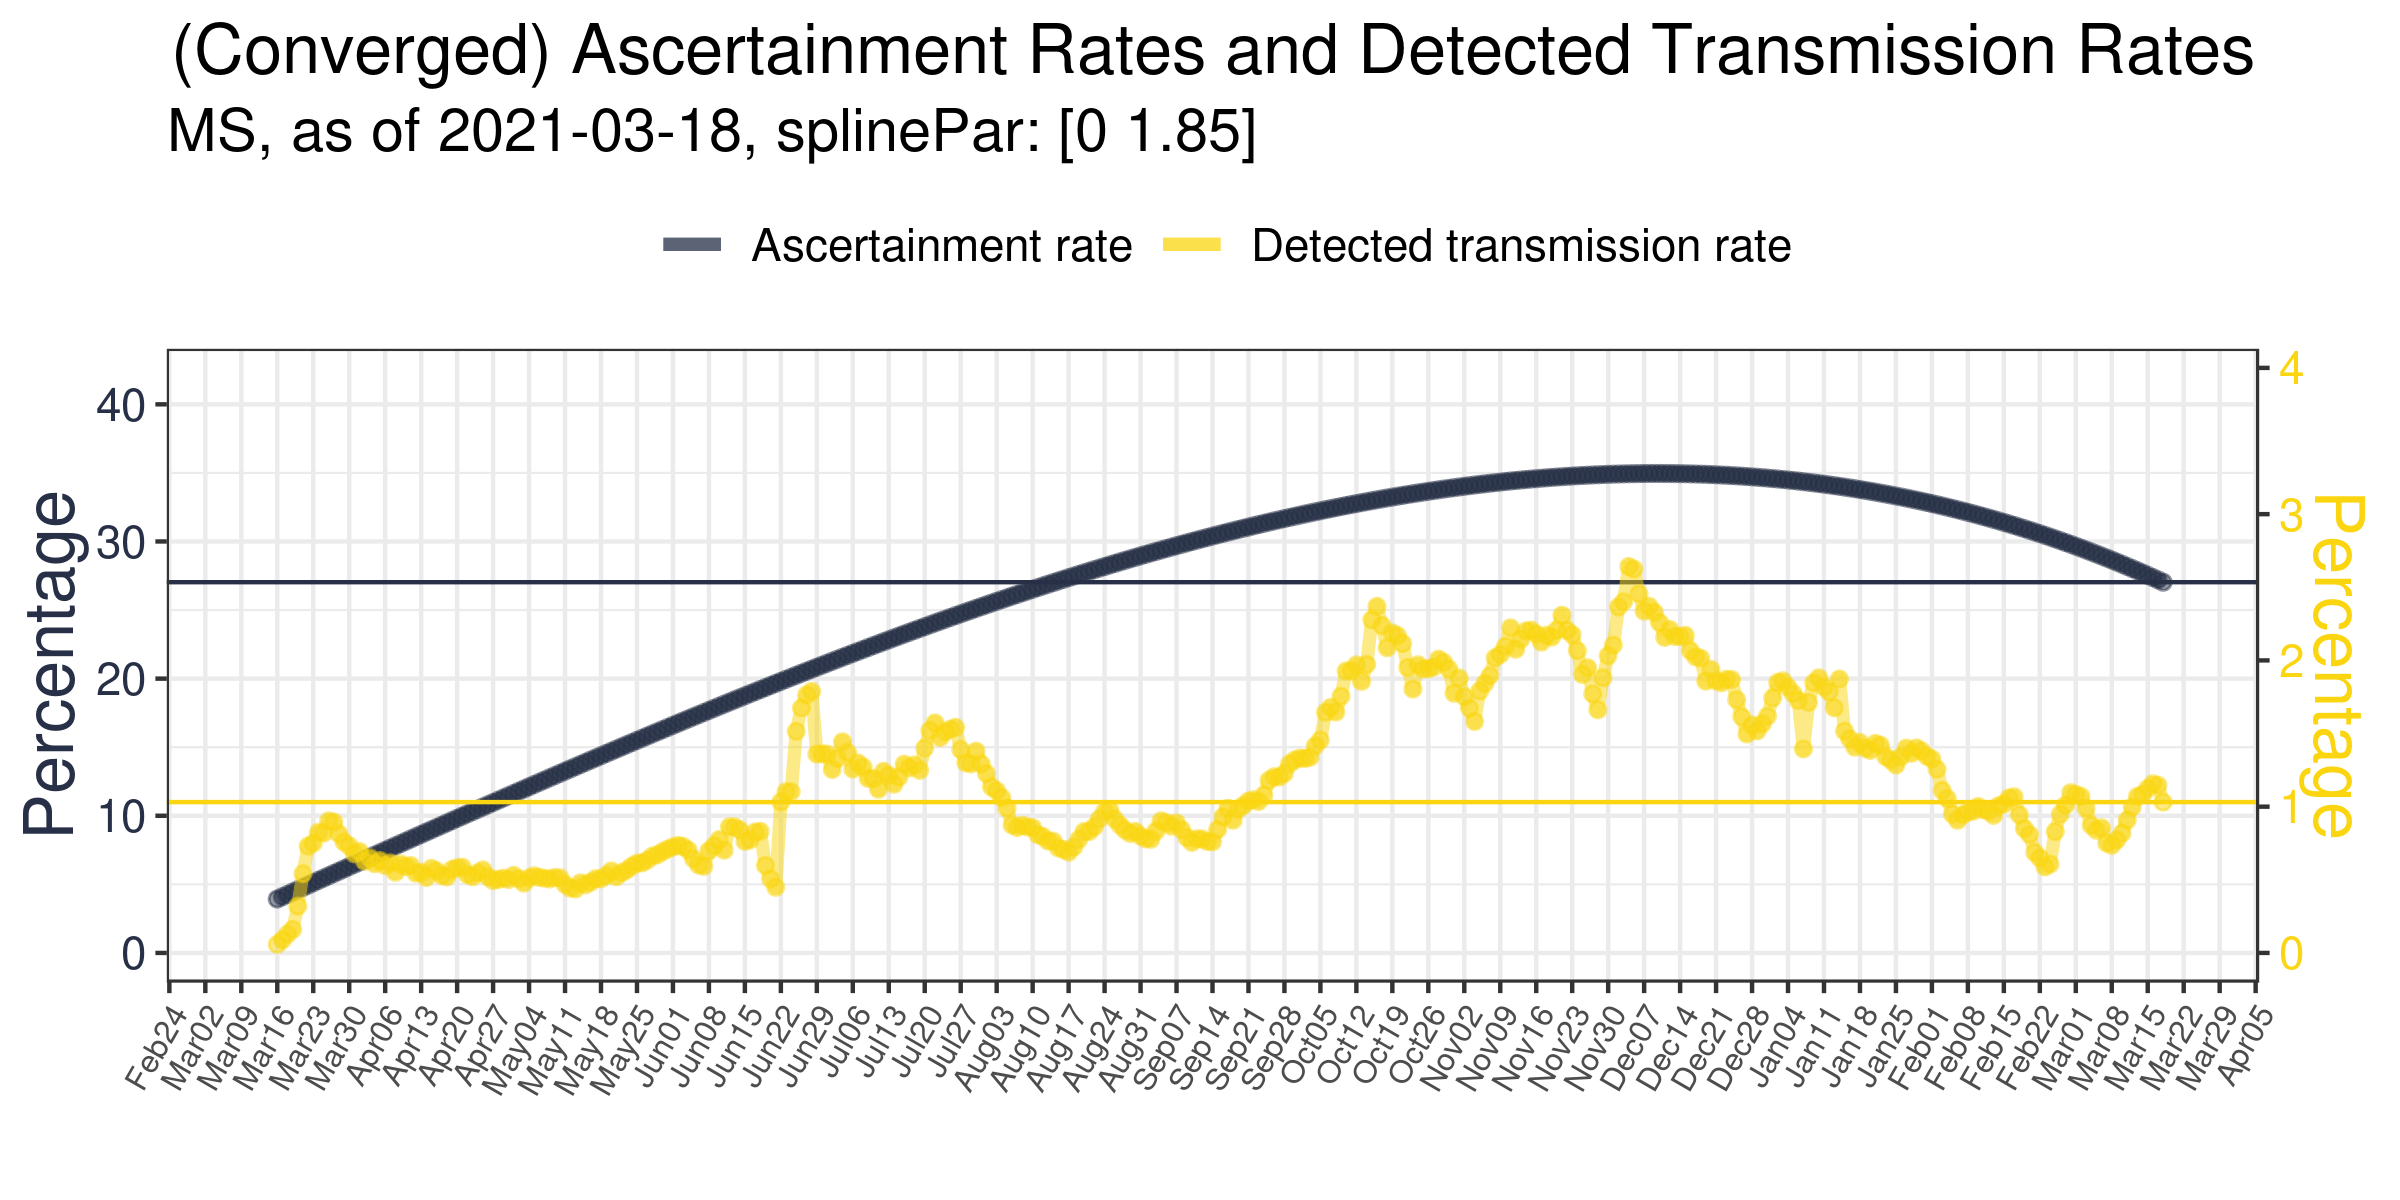 (Converged) Ascertainment Rates and Detected Transmission Rates
MS, as of 2021-03-18, splinePar: [0 1.85]
Ascertainment rate
Detected transmission rate
Percentage
40
30
20
10
0
4
3
2
1
0
Percentage
Feb24
Mar02
Mar09
Mar16
Mar23
Mar30
Apr06
Apr13
Apr20
Apr27
May04
May11
May18
May25
Jun01
Jun08
Jun15
Jun22
Jun29
Jul06
Jul13
Jul20
Jul27
Aug03
Aug10
Aug17
Aug24
Aug31
Sep07
Sep14
Sep21
Sep28
Oct05
Oct12
Oct19
Oct26
Nov02
Nov09
Nov16
Nov23
Nov30
Dec07
Dec14
Dec21
Dec28
Jan04
Jan11
Jan18
Jan25
Feb01
Feb08
Feb15
Feb22
Mar01
Mar08
Mar15
Mar22
Mar29
Apr05